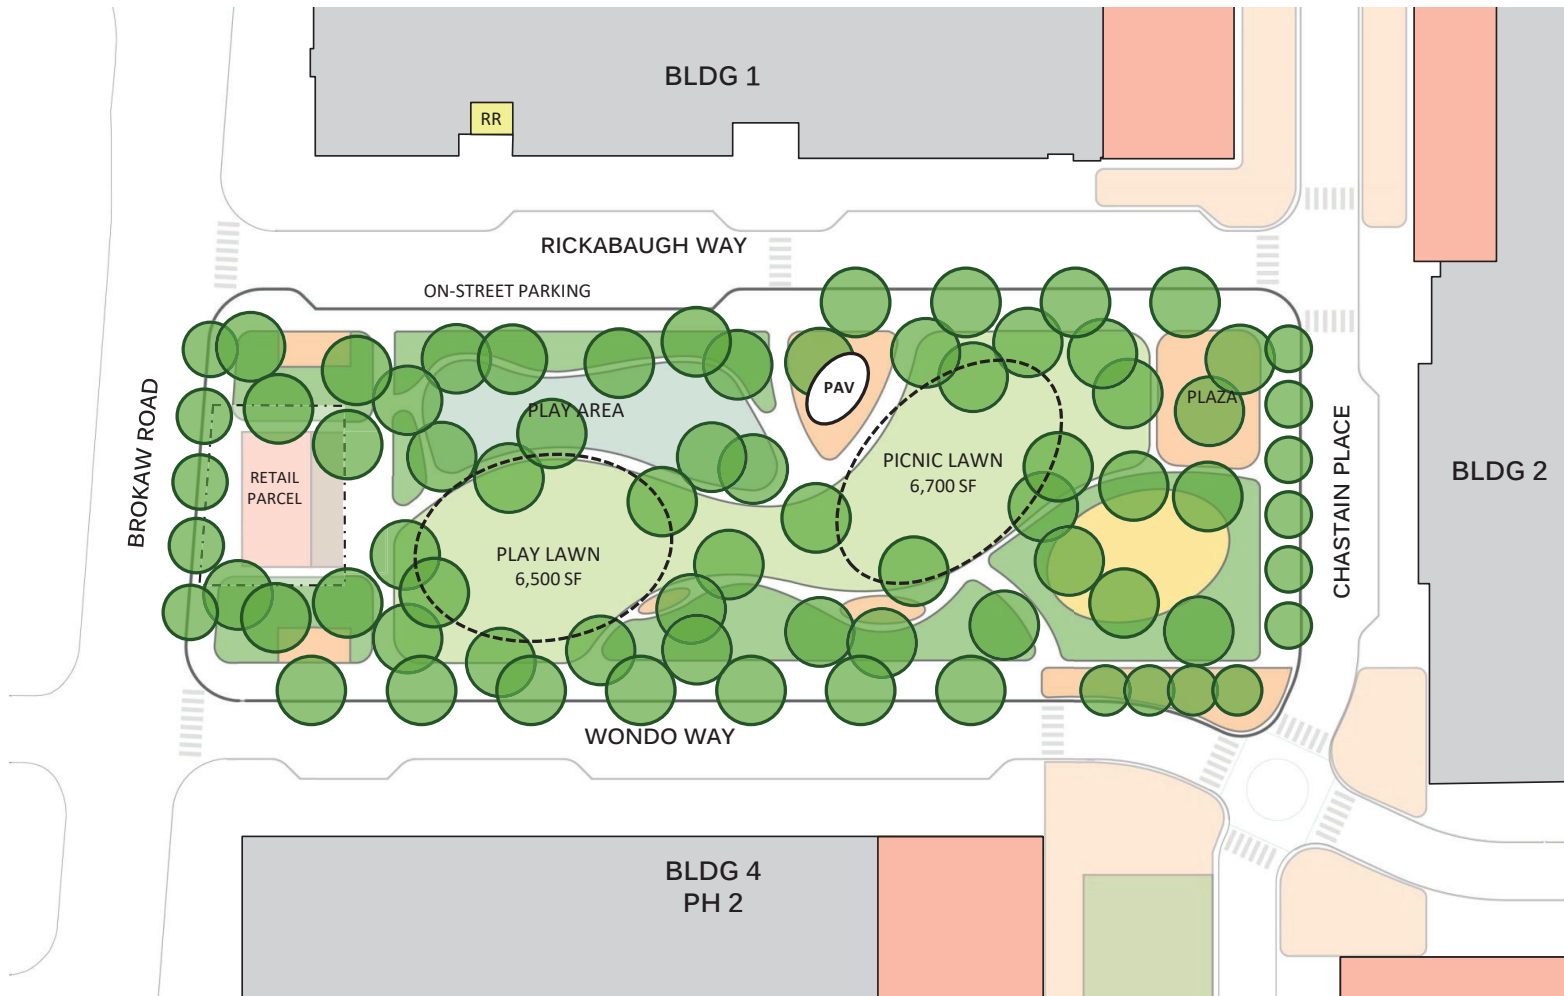 BLDG 1
RR
RICKABAUGH WAY
ON-STREET PARKING
PAV
PLAY AREA
PLAZA
BROKAW ROAD
RETAIL
PARCEL
PICNIC LAWN
6,700 SF
CHASTAIN PLACE
BLDG 2
PLAY LAWN
6,500 SF
WONDO WAY
BLDG 4
PH 2